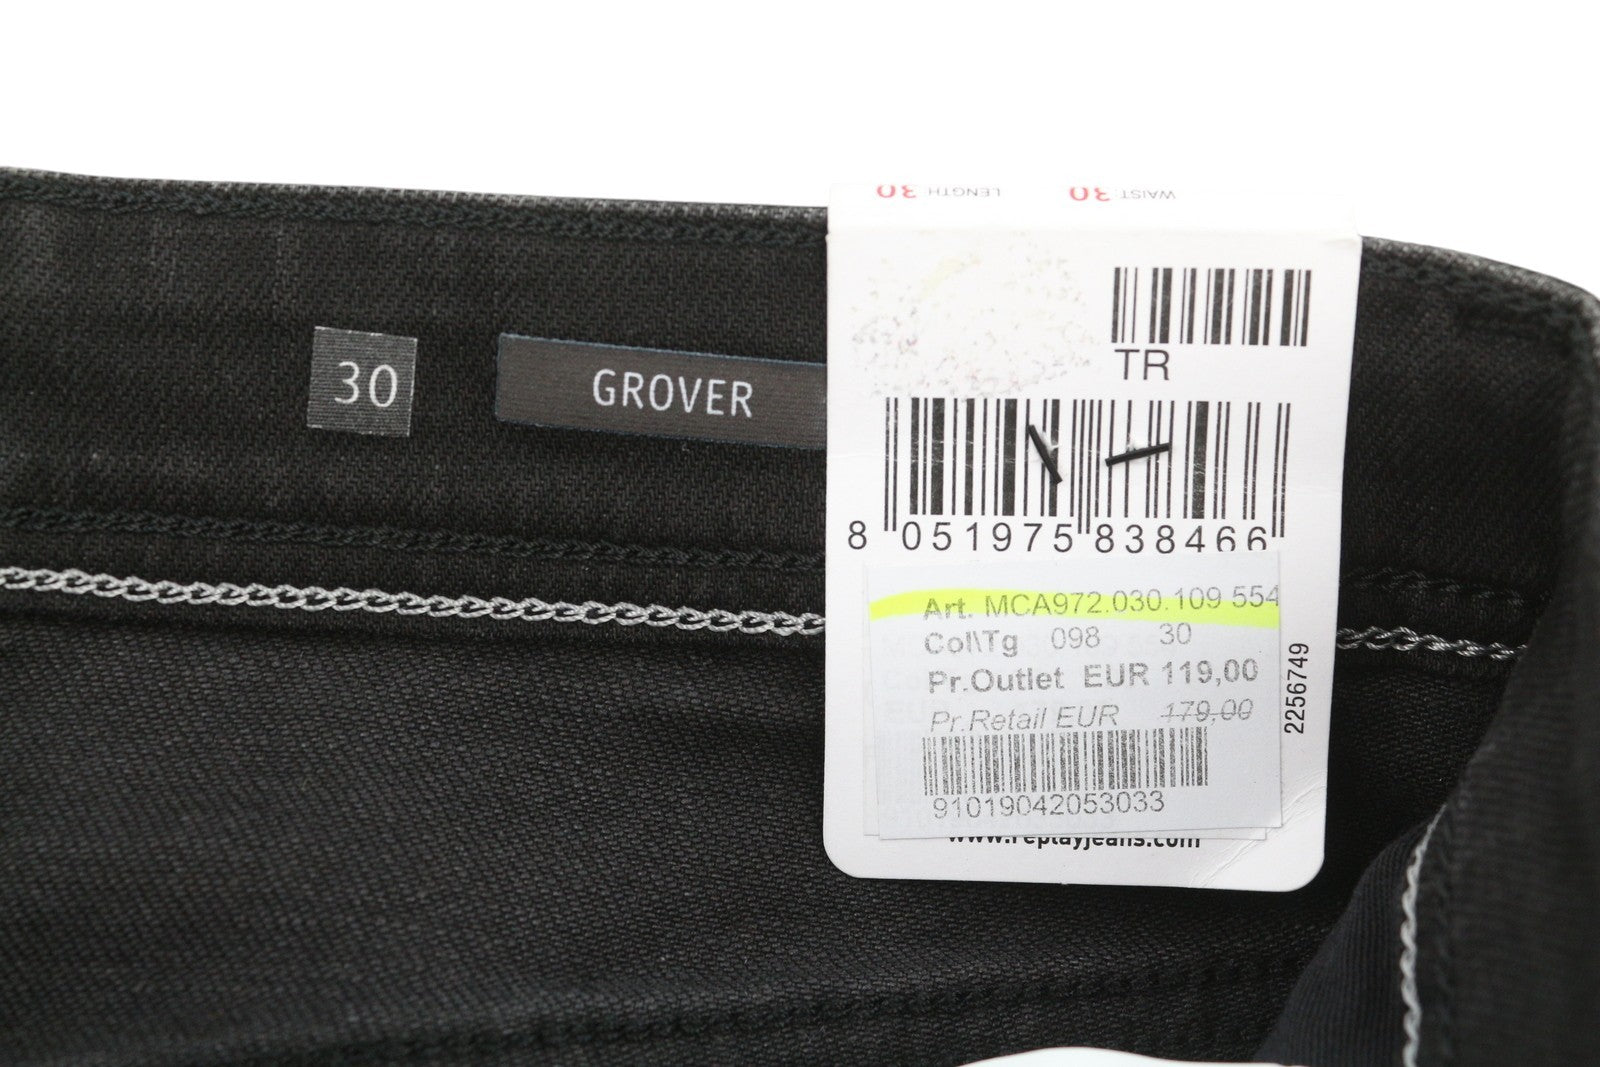 LENGTH: 30 WAIST: 30
30
GROVER
TR
8 051975 838466
Art. MCA972.030.109 554
Col\Tg 098 30
Pr.Outlet EUR 119,00
Pr.Retail EUR 179,00
91019042053033
www.replayjeans.com
2256749